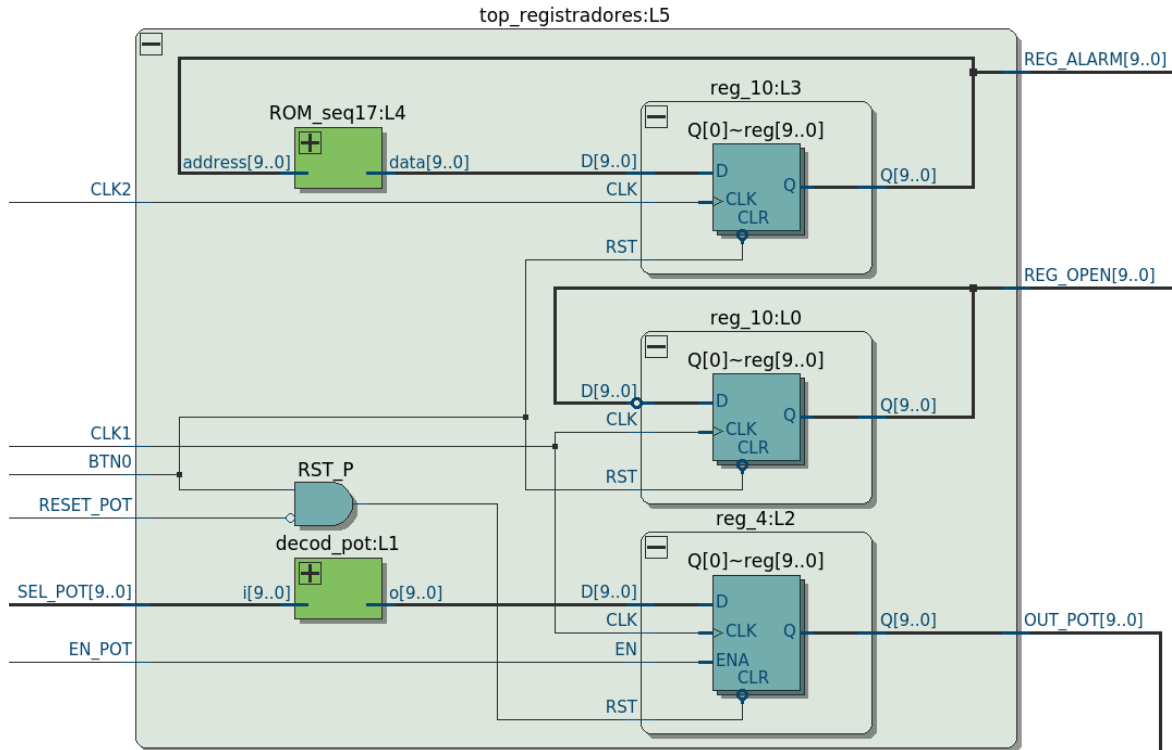 top_registradores:L5
REG_ALARM[9..0]
reg_10:L3
ROM_seq17:L4
Q[0]~reg[9..0]
address[9..0]
data[9..0]
D[9..0]
D
Q
Q[9..0]
CLK2
CLK
CLK
CLR
RST
REG_OPEN[9..0]
reg_10:L0
Q[0]~reg[9..0]
D[9..0]
D
Q
Q[9..0]
CLK
CLK
CLR
CLK1
BTN0
RST_P
RST
RESET_POT
reg_4:L2
decod_pot:L1
Q[0]~reg[9..0]
SEL_POT[9..0]
i[9..0]
o[9..0]
D[9..0]
D
CLK
CLK
Q
Q[9..0]
OUT_POT[9..0]
EN_POT
EN
ENA
CLR
RST